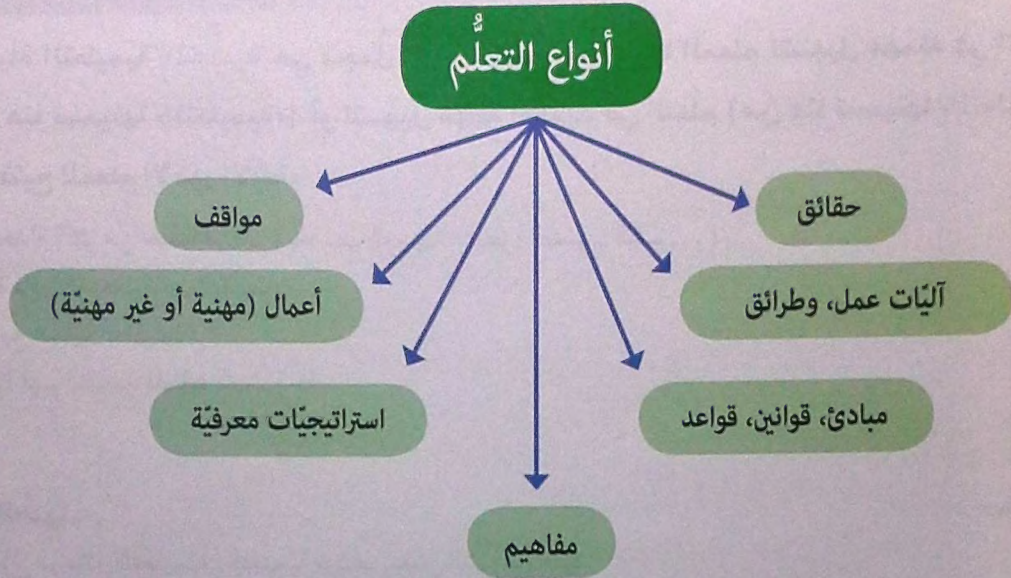 أنواع التعلُّم
حقائق
مواقف
آليّات عمل، وطرائق
أعمال (مهنية أو غير مهنيّة)
مبادئ، قوانين، قواعد
استراتيجيّات معرفيّة
مفاهيم